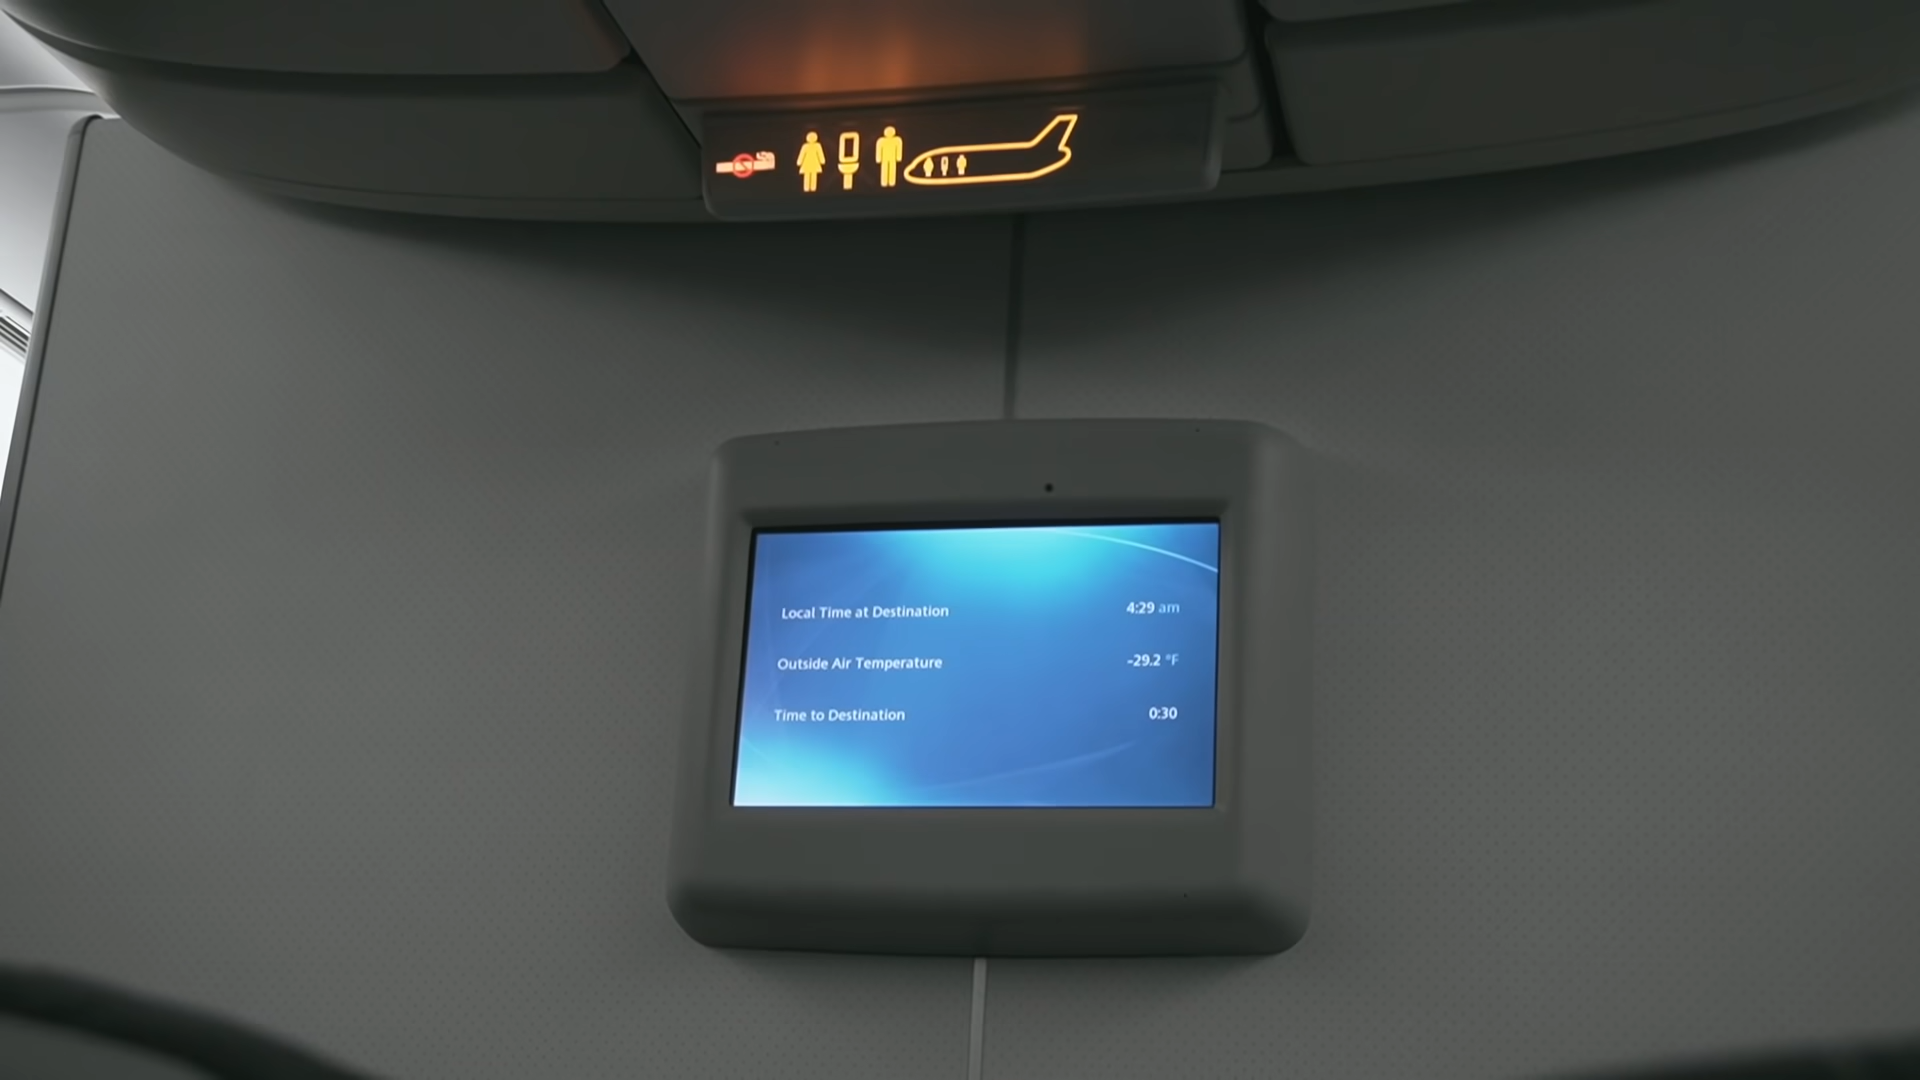 Local Time at Destination 4:29 am
Outside Air Temperature -29.2 °F
Time to Destination 0:30